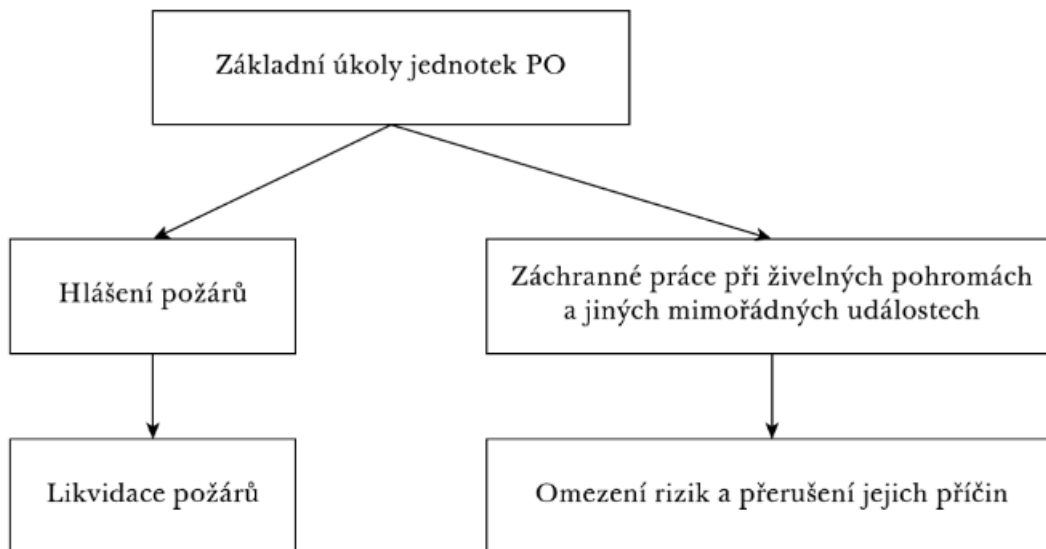 Základní úkoly jednotek PO
Hlášení požárů
Záchranné práce při živelných pohromách
a jiných mimořádných událostech
Likvidace požárů
Omezení rizik a přerušení jejich příčin